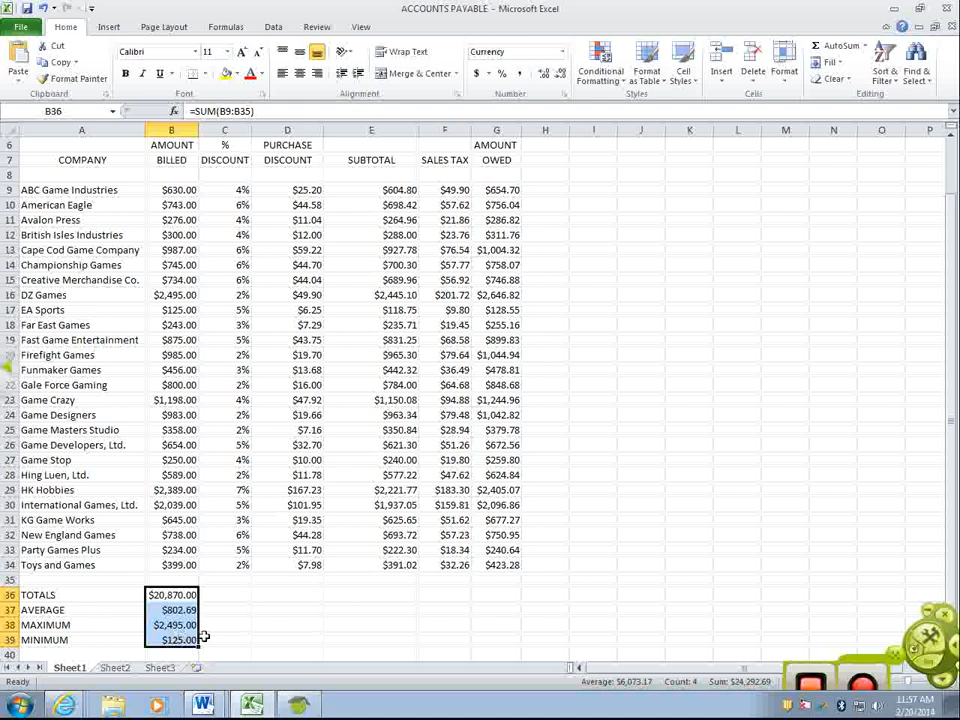 ACCOUNTS PAYABLE - Microsoft Excel
File Home Insert Page Layout Formulas Data Review View
Paste Cut Copy Format Painter Clipboard
Calibri 11 B I U A Font
Wrap Text Merge & Center Alignment
Currency $ % , Number
Conditional Formatting Format as Table Cell Styles Styles
Insert Delete Format Cells
Σ AutoSum Fill Clear Sort & Filter Find & Select Editing
B36 fx =SUM(B9:B35)
A B C D E F G H I J K L M N O P
6 AMOUNT % PURCHASE AMOUNT
7 COMPANY BILLED DISCOUNT DISCOUNT SUBTOTAL SALES TAX OWED
8
9 ABC Game Industries $630.00 4% $25.20 $604.80 $49.90 $654.70
10 American Eagle $743.00 6% $44.58 $698.42 $57.62 $756.04
11 Avalon Press $276.00 4% $11.04 $264.96 $21.86 $286.82
12 British Isles Industries $300.00 4% $12.00 $288.00 $23.76 $311.76
13 Cape Cod Game Company $987.00 6% $59.22 $927.78 $76.54 $1,004.32
14 Championship Games $745.00 6% $44.70 $700.30 $57.77 $758.07
15 Creative Merchandise Co. $734.00 6% $44.04 $689.96 $56.92 $746.88
16 DZ Games $2,495.00 2% $49.90 $2,445.10 $201.72 $2,646.82
17 EA Sports $125.00 5% $6.25 $118.75 $9.80 $128.55
18 Far East Games $243.00 3% $7.29 $235.71 $19.45 $255.16
19 Fast Game Entertainment $875.00 5% $43.75 $831.25 $68.58 $899.83
20 Firefight Games $985.00 2% $19.70 $965.30 $79.64 $1,044.94
Funmaker Games $456.00 3% $13.68 $442.32 $36.49 $478.81
22 Gale Force Gaming $800.00 2% $16.00 $784.00 $64.68 $848.68
23 Game Crazy $1,198.00 4% $47.92 $1,150.08 $94.88 $1,244.96
24 Game Designers $983.00 2% $19.66 $963.34 $79.48 $1,042.82
25 Game Masters Studio $358.00 2% $7.16 $350.84 $28.94 $379.78
26 Game Developers, Ltd. $654.00 5% $32.70 $621.30 $51.26 $672.56
27 Game Stop $250.00 4% $10.00 $240.00 $19.80 $259.80
28 Hing Luen, Ltd. $589.00 2% $11.78 $577.22 $47.62 $624.84
29 HK Hobbies $2,389.00 7% $167.23 $2,221.77 $183.30 $2,405.07
30 International Games, Ltd. $2,039.00 5% $101.95 $1,937.05 $159.81 $2,096.86
31 KG Game Works $645.00 3% $19.35 $625.65 $51.62 $677.27
32 New England Games $738.00 6% $44.28 $693.72 $57.23 $750.95
33 Party Games Plus $234.00 5% $11.70 $222.30 $18.34 $240.64
34 Toys and Games $399.00 2% $7.98 $391.02 $32.26 $423.28
35
36 TOTALS $20,870.00
37 AVERAGE $802.69
38 MAXIMUM $2,495.00
39 MINIMUM $125.00
40
Sheet1 Sheet2 Sheet3
Ready Average: $6,073.17 Count: 4 Sum: $24,292.69
11:57 AM
2/20/2014